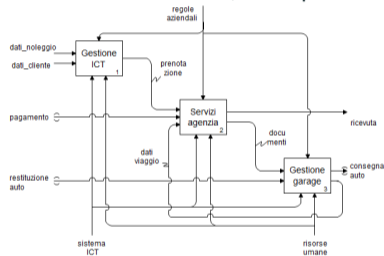 regole
aziendali
dati_noleggio
dati_cliente
Gestione
ICT
1
prenota
zione
pagamento
Servizi
agenzia
2
ricevuta
dati
viaggio
docu
menti
restituzione
auto
Gestione
garage
3
consegna
auto
sistema
ICT
risorse
umane